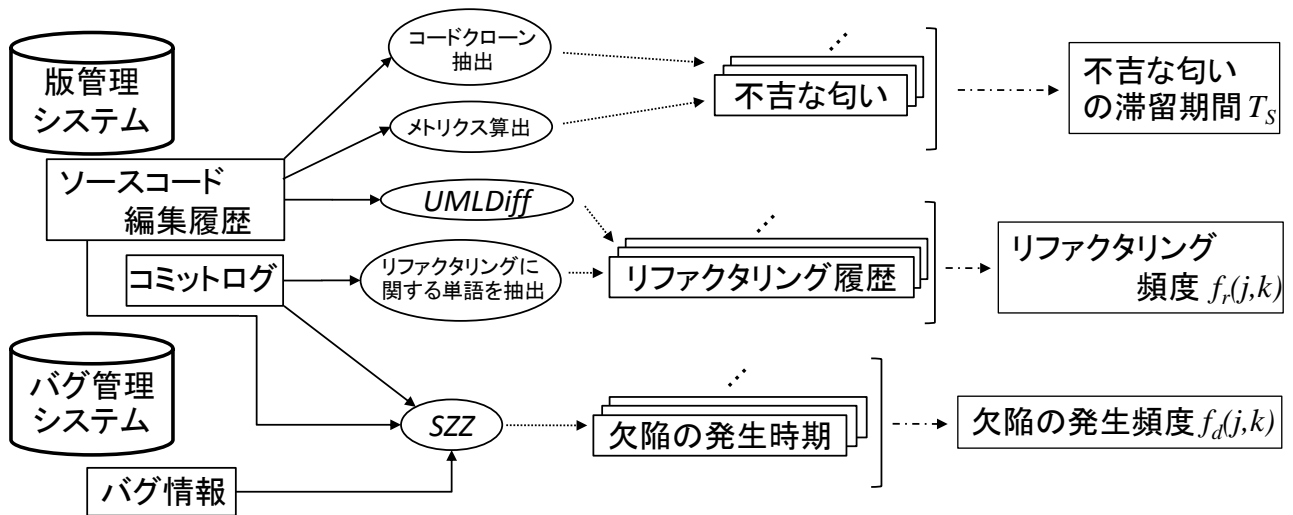 版管理
システム
ソースコード
編集履歴
コミットログ
バグ管理
システム
バグ情報
コードクローン
抽出
メトリクス算出
UMLDiff
リファクタリングに
関する単語を抽出
SZZ
不吉な匂い
リファクタリング履歴
欠陥の発生時期
不吉な匂い
の滞留期間 T_S
リファクタリング
頻度 f_r(j,k)
欠陥の発生頻度 f_d(j,k)